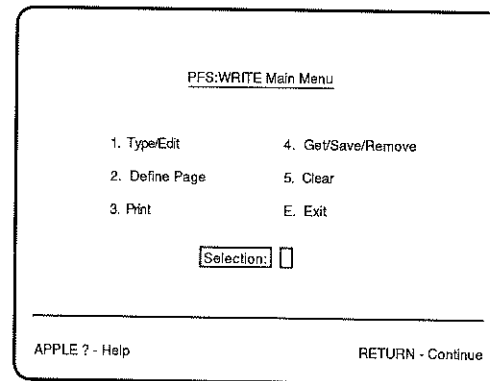 PFS:WRITE Main Menu
1. Type/Edit 4. Get/Save/Remove
2. Define Page 5. Clear
3. Print E. Exit
Selection:
APPLE ? - Help RETURN - Continue